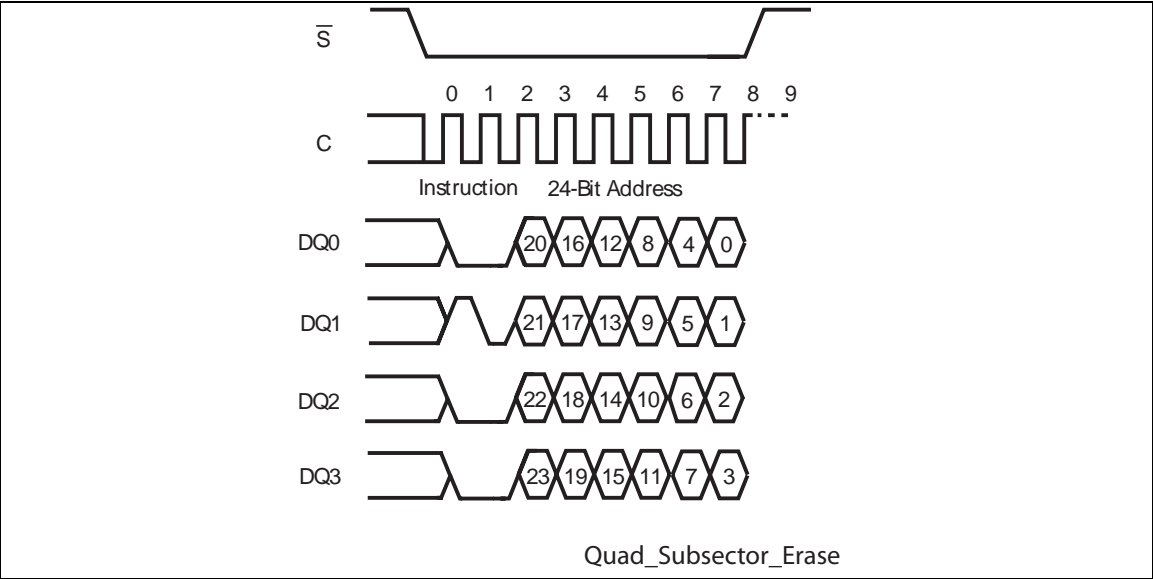 S
0 1 2 3 4 5 6 7 8 9
C
Instruction 24-Bit Address
DQ0 20 16 12 8 4 0
DQ1 21 17 13 9 5 1
DQ2 22 18 14 10 6 2
DQ3 23 19 15 11 7 3
Quad_Subsector_Erase